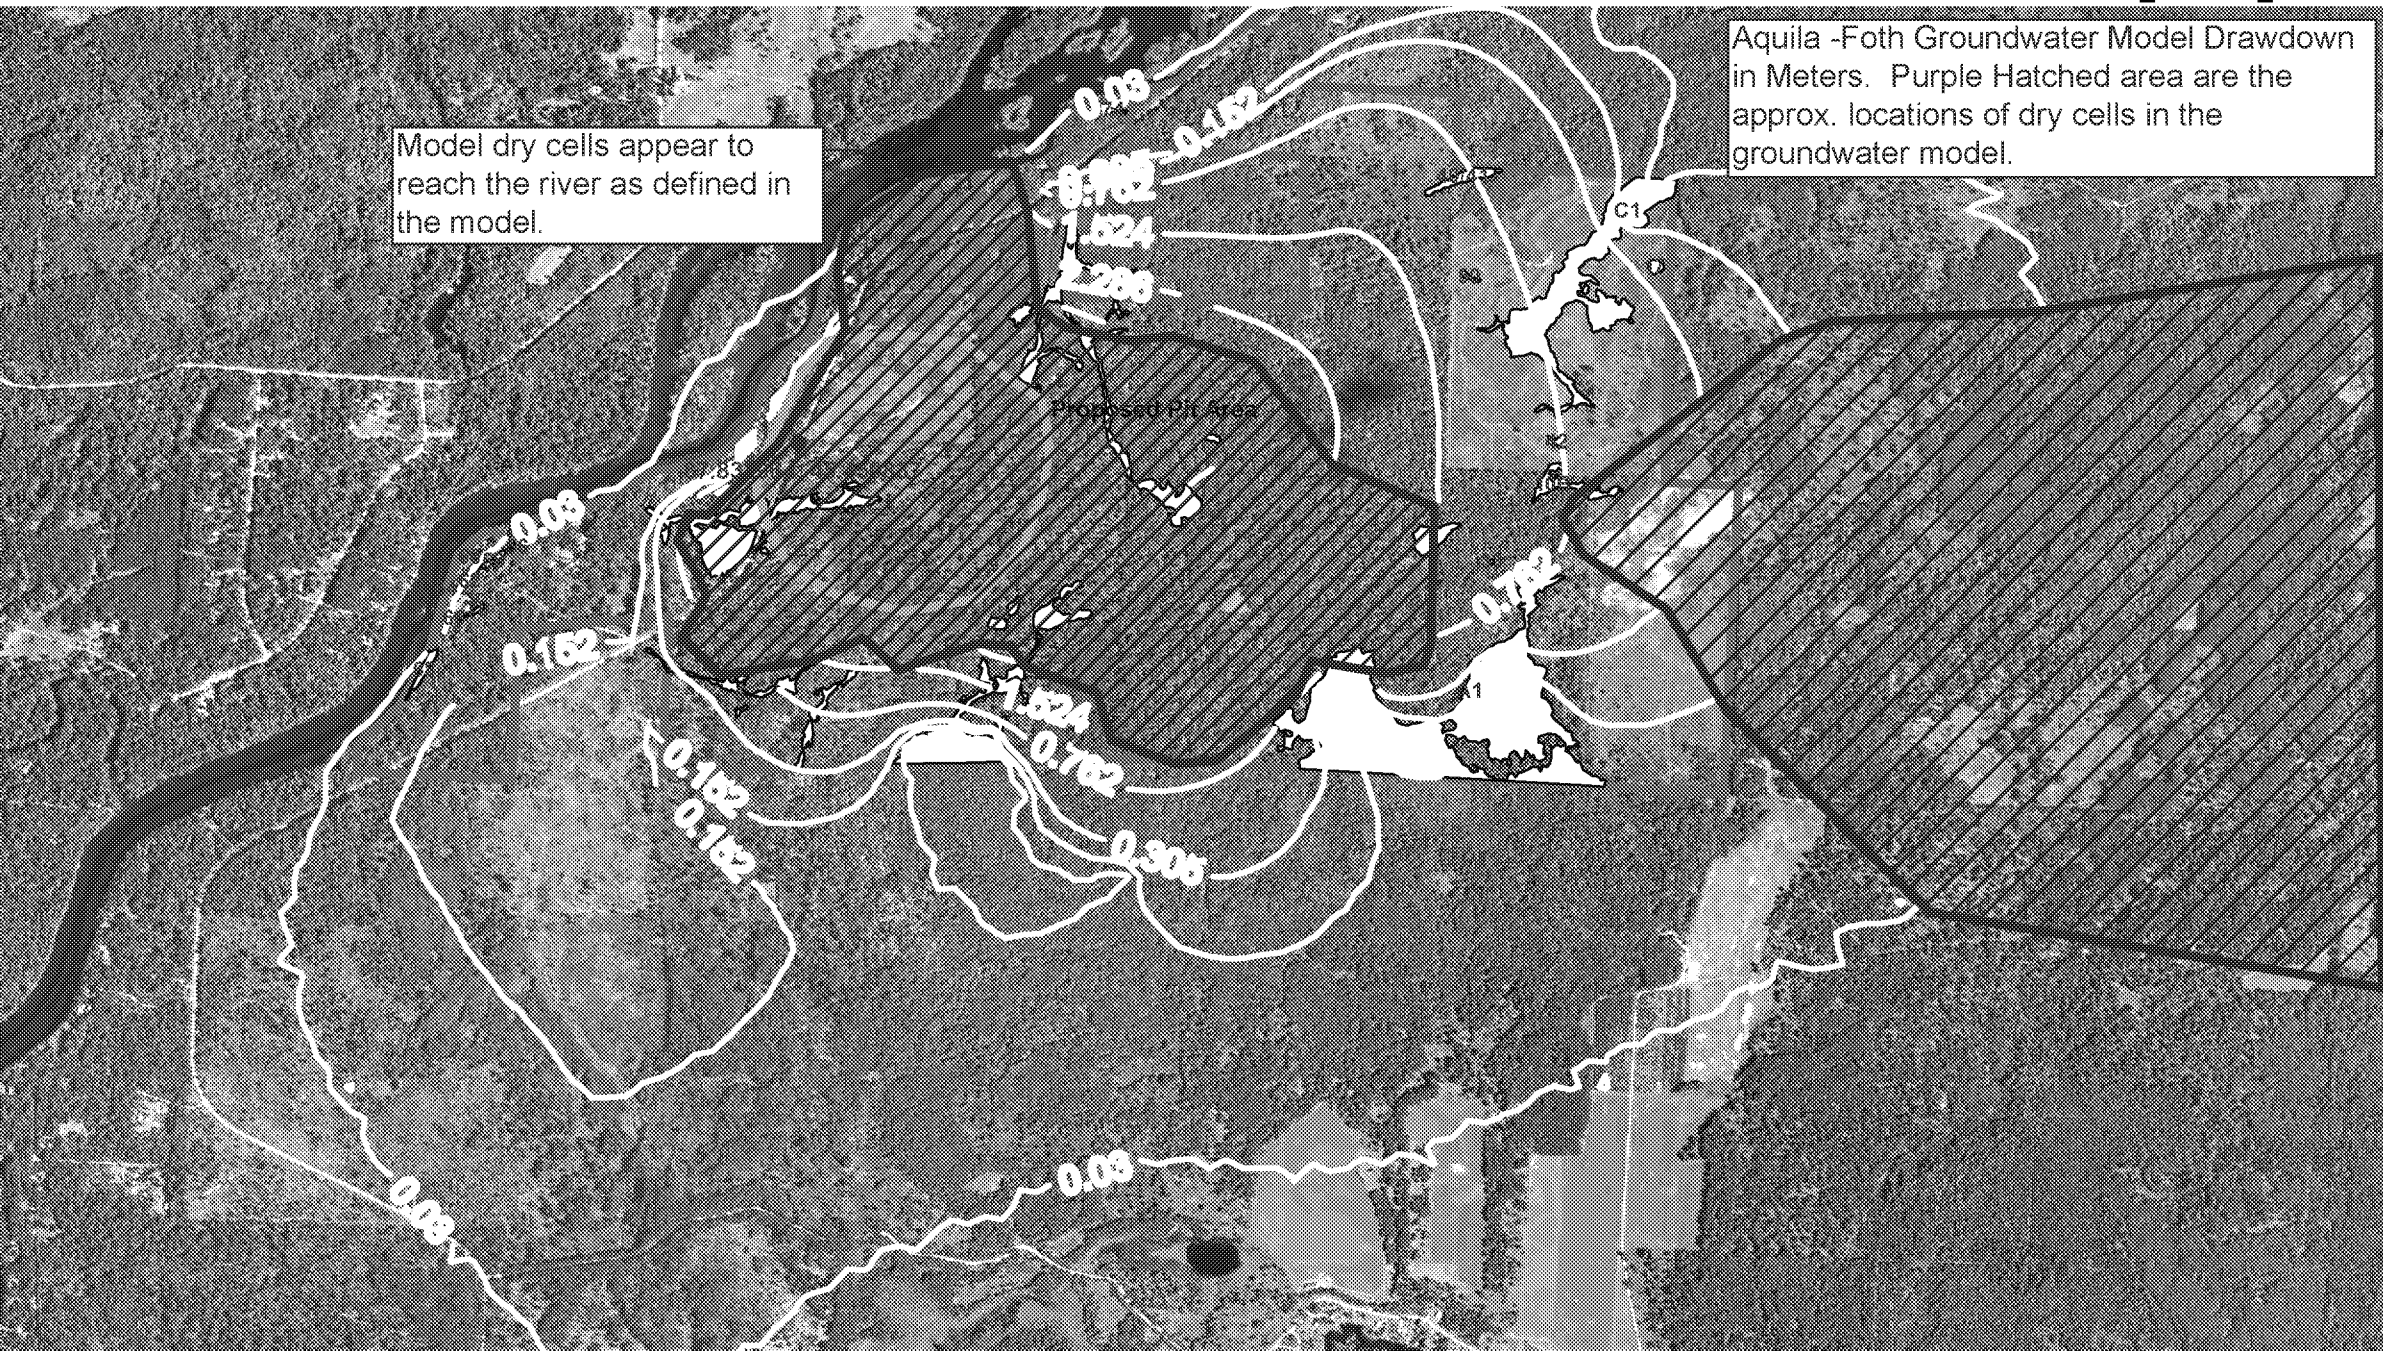 Aquila -Foth Groundwater Model Drawdown
in Meters. Purple Hatched area are the
approx. locations of dry cells in the
groundwater model.
Model dry cells appear to
reach the river as defined in
the model.
0.03
0.152
0.762
1.524
C1
2.286
Proposed Pit Area
0.03
0.762
0.152
A1
1.524
0.762
0.152
0.152
0.305
0.03
0.03